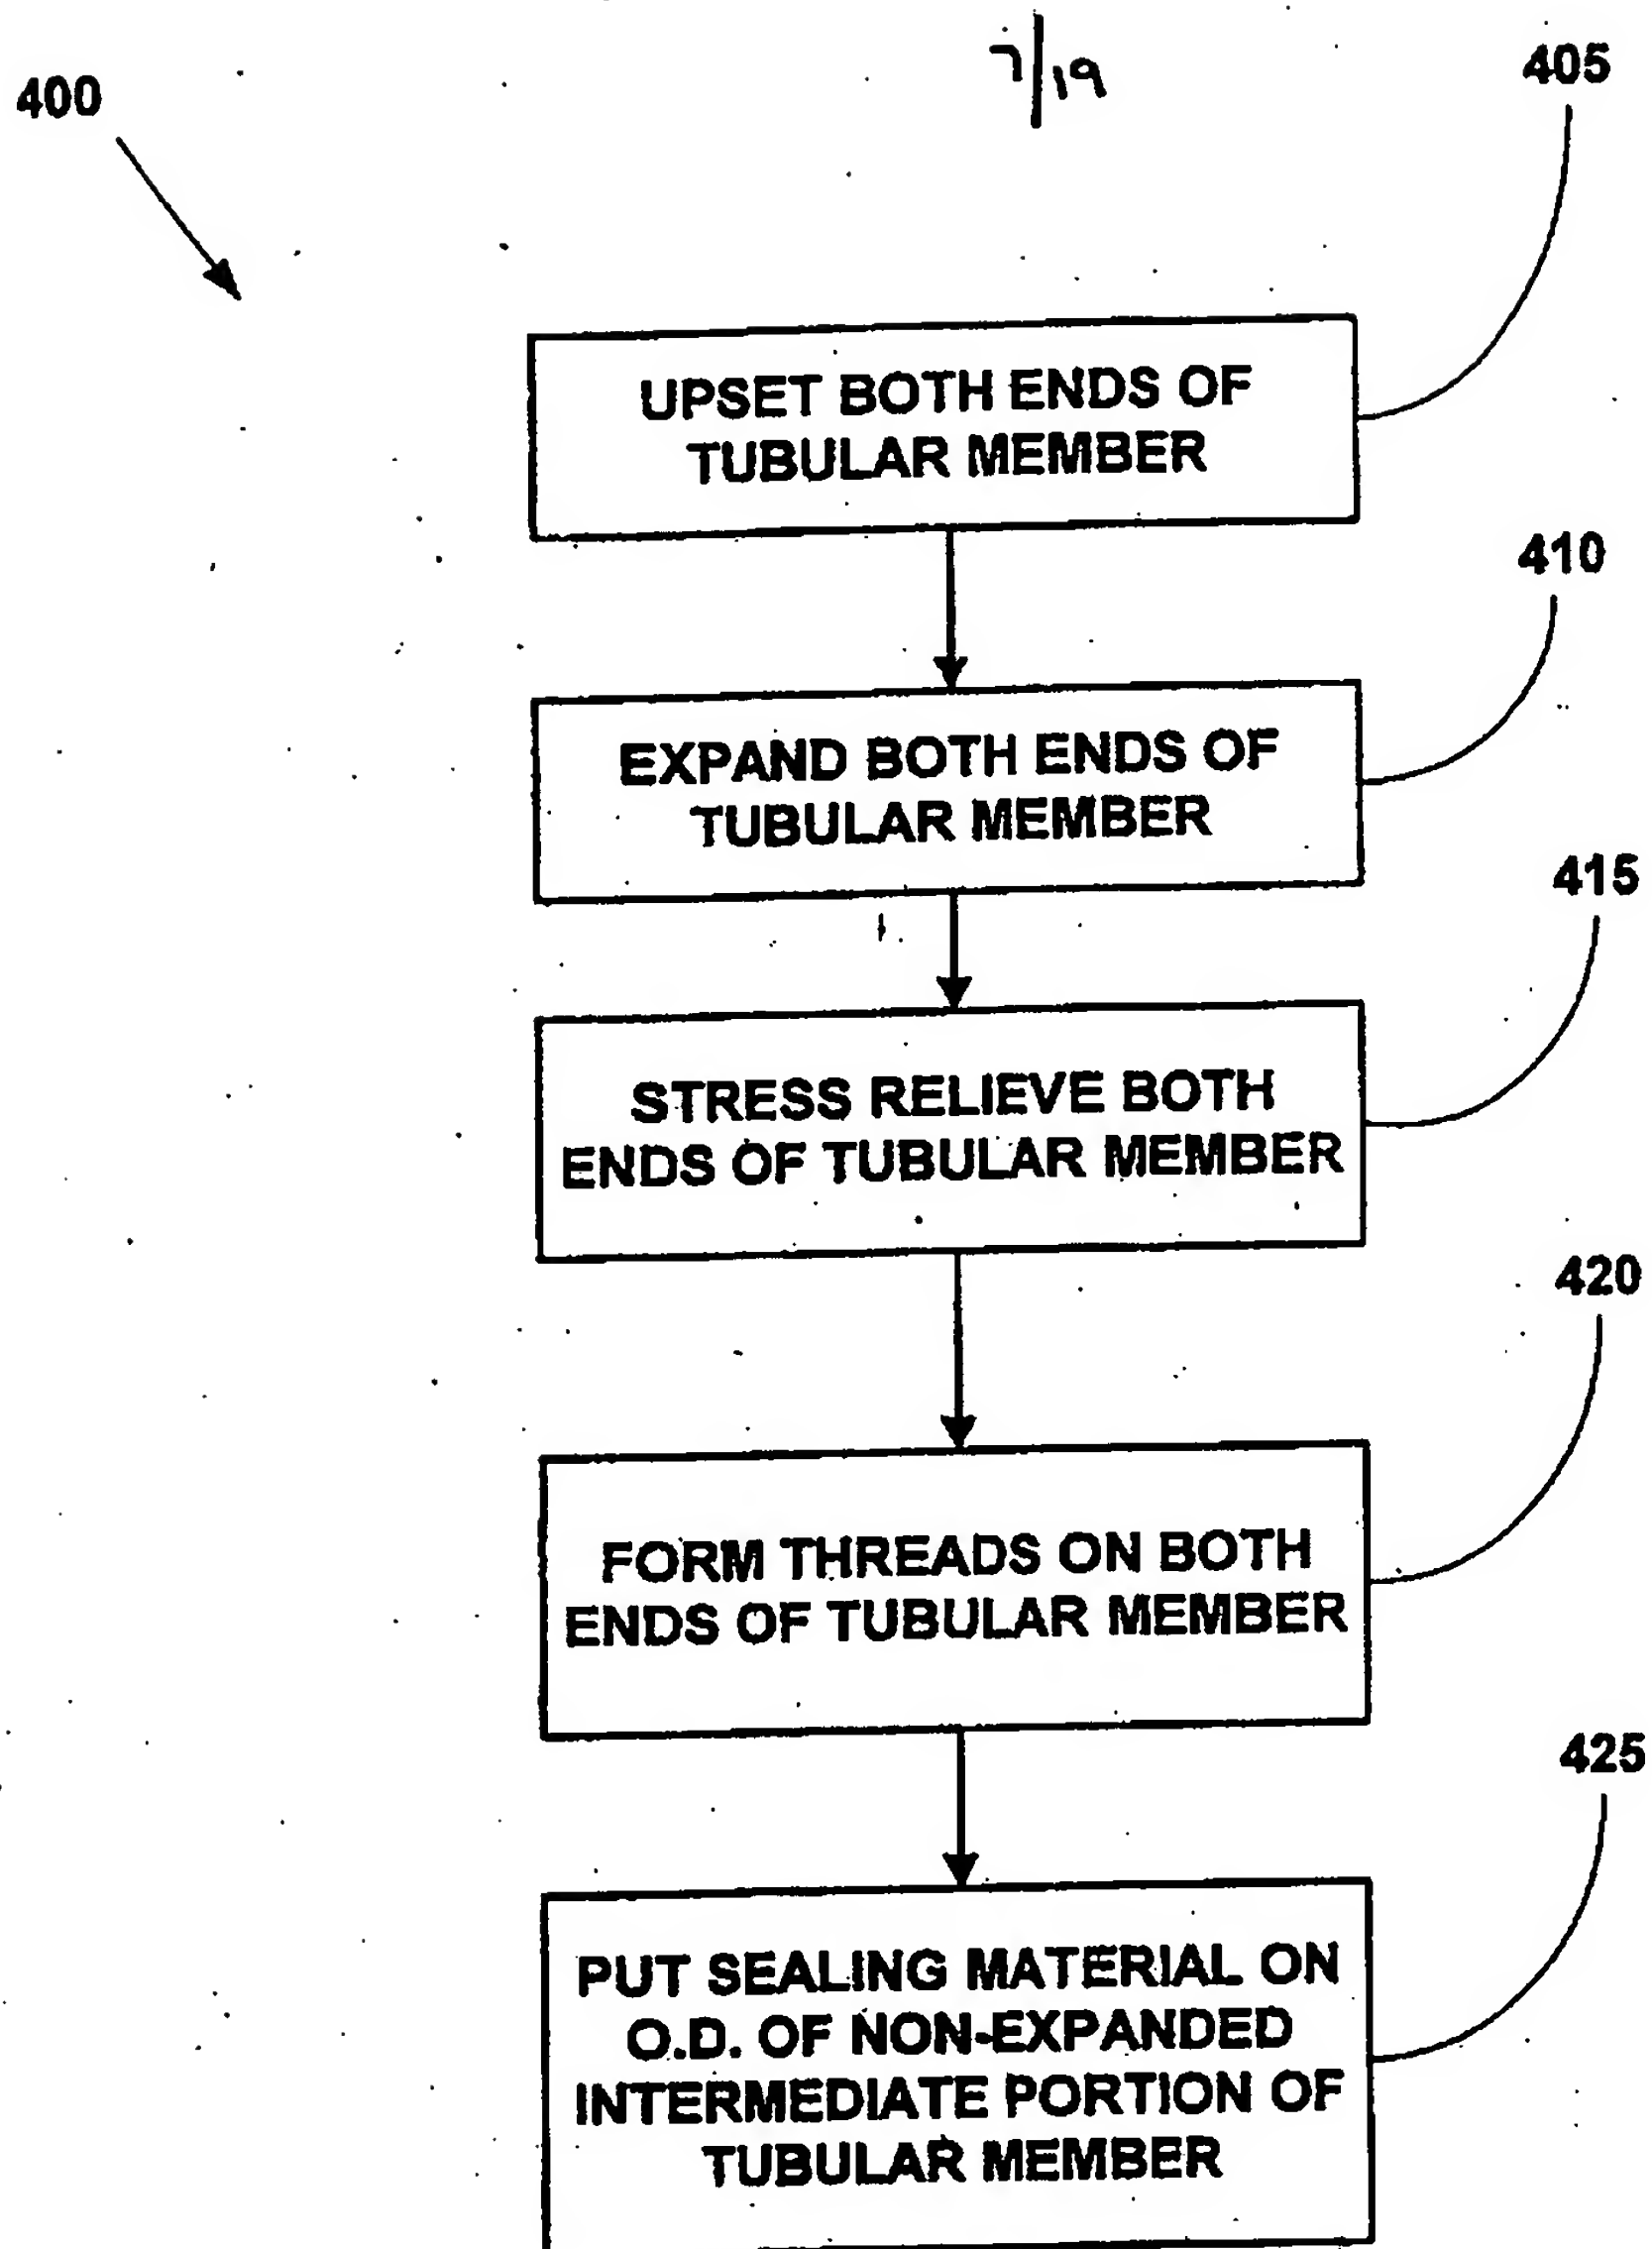 7/19
400
405
UPSET BOTH ENDS OF
TUBULAR MEMBER
410
EXPAND BOTH ENDS OF
TUBULAR MEMBER
415
STRESS RELIEVE BOTH
ENDS OF TUBULAR MEMBER
420
FORM THREADS ON BOTH
ENDS OF TUBULAR MEMBER
425
PUT SEALING MATERIAL ON
O.D. OF NON-EXPANDED
INTERMEDIATE PORTION OF
TUBULAR MEMBER